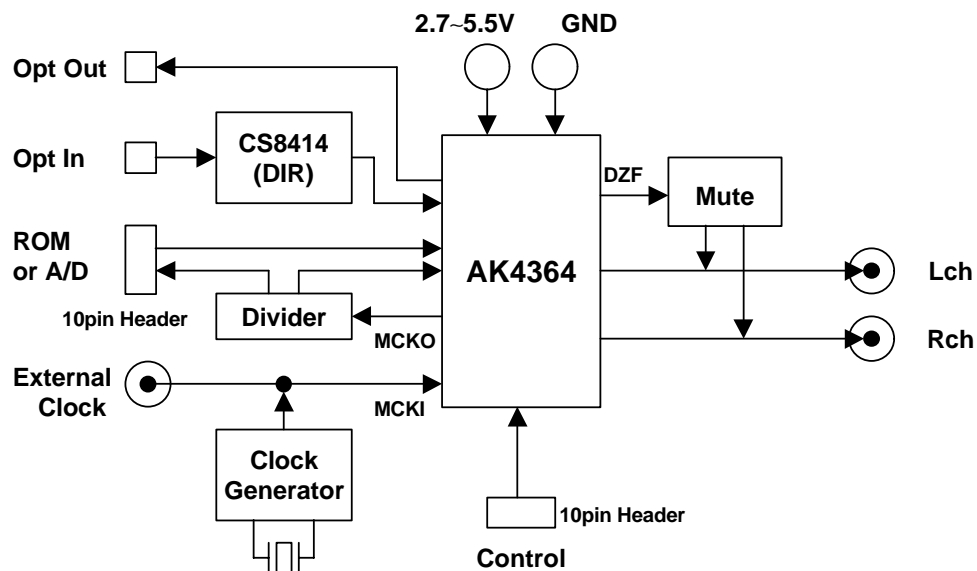 2.7~5.5V
GND
Opt Out
Opt In
CS8414
(DIR)
DZF
Mute
ROM
or A/D
AK4364
Lch
10pin Header
Divider
MCKO
Rch
External
Clock
MCKI
Clock
Generator
10pin Header
Control